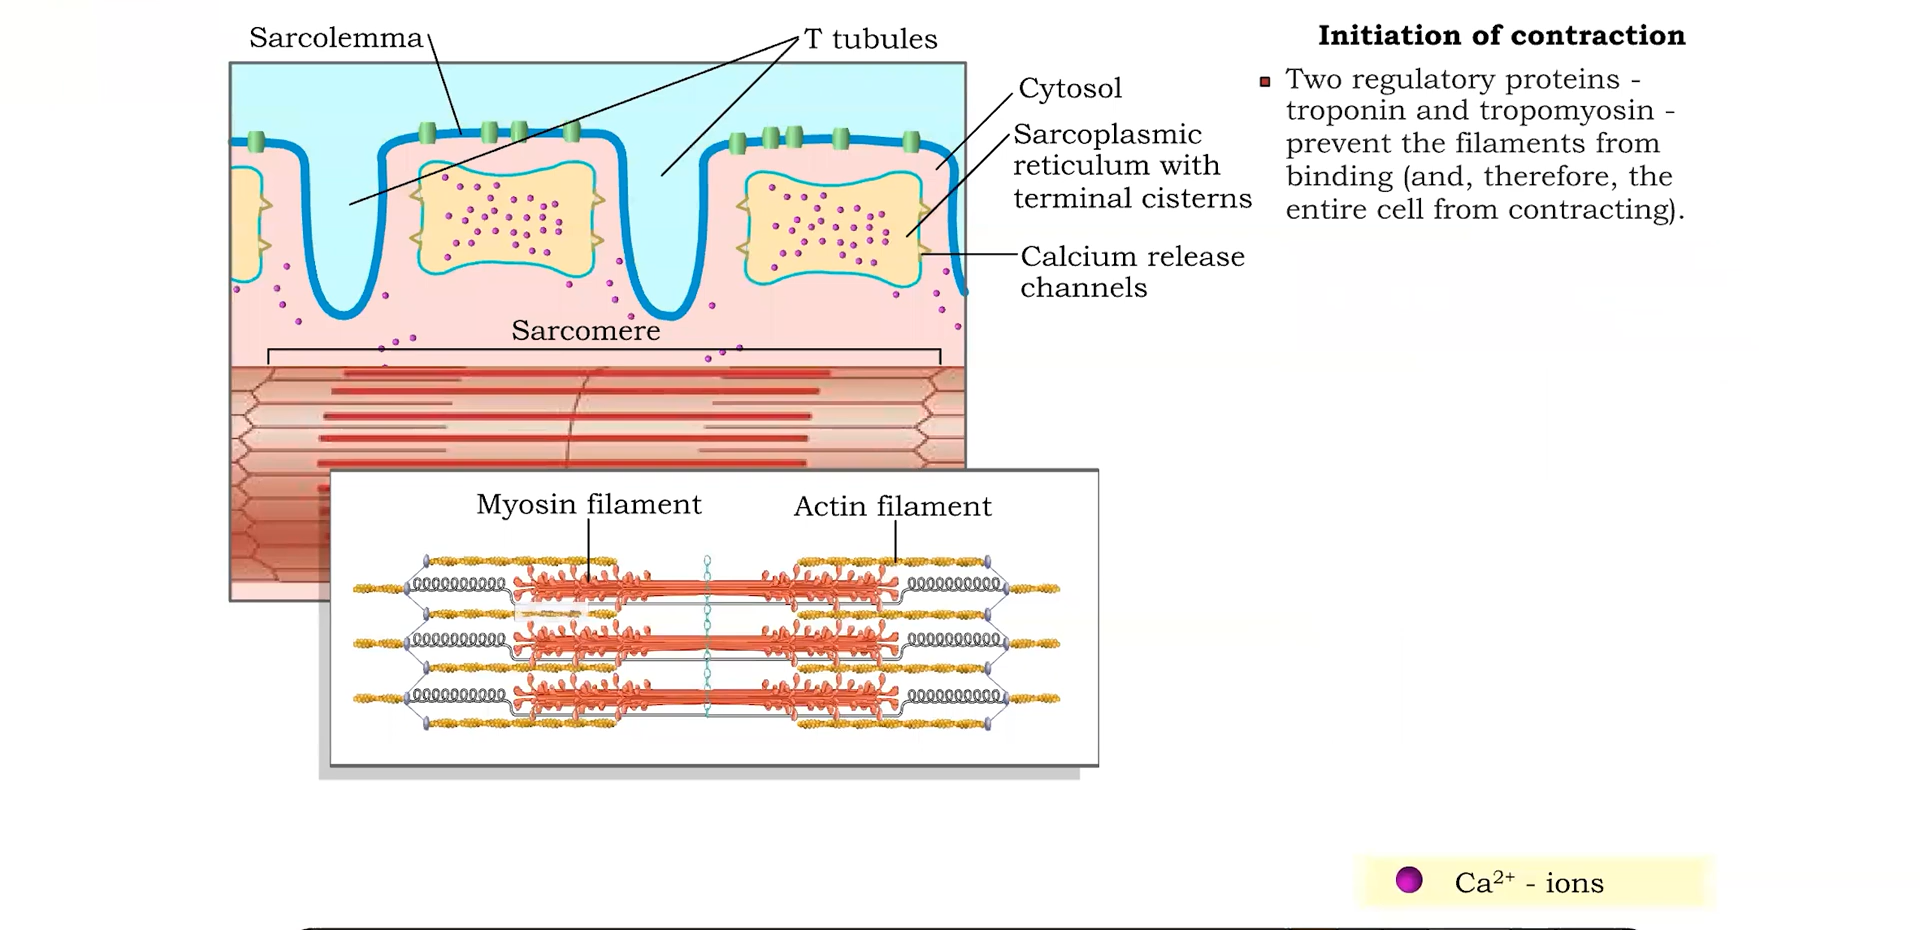 Sarcolemma
T tubules
Cytosol
Sarcoplasmic
reticulum with
terminal cisterns
Calcium release
channels
Sarcomere
Myosin filament
Actin filament
Initiation of contraction
Two regulatory proteins -
troponin and tropomyosin -
prevent the filaments from
binding (and, therefore, the
entire cell from contracting).
Ca²⁺ - ions